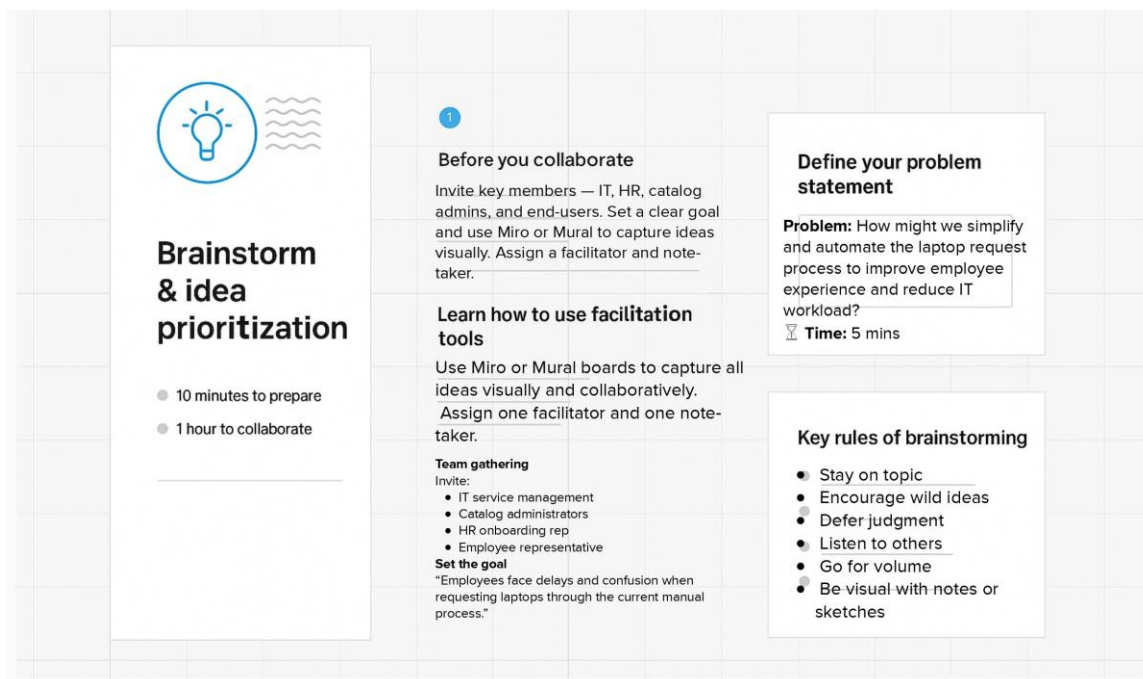 Brainstorm
& idea
prioritization
10 minutes to prepare
1 hour to collaborate
1
Before you collaborate
Invite key members — IT, HR, catalog
admins, and end-users. Set a clear goal
and use Miro or Mural to capture ideas
visually. Assign a facilitator and note-
taker.
Learn how to use facilitation
tools
Use Miro or Mural boards to capture all
ideas visually and collaboratively.
Assign one facilitator and one note-
taker.
Team gathering
Invite:
• IT service management
• Catalog administrators
• HR onboarding rep
• Employee representative
Set the goal
“Employees face delays and confusion when
requesting laptops through the current manual
process.”
Define your problem
statement
Problem: How might we simplify
and automate the laptop request
process to improve employee
experience and reduce IT
workload?
Time: 5 mins
Key rules of brainstorming
• Stay on topic
• Encourage wild ideas
• Defer judgment
• Listen to others
• Go for volume
• Be visual with notes or
sketches